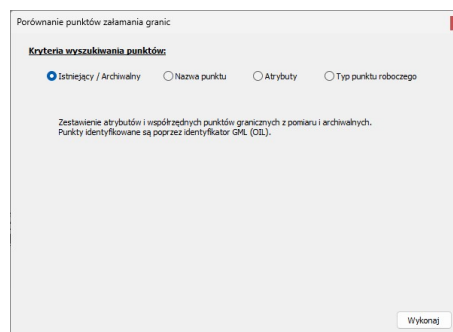 Porównanie punktów załamania granic
Kryteria wyszukiwania punktów:
Istniejący / Archiwalny
Nazwa punktu
Atrybuty
Typ punktu roboczego
Zestawienie atrybutów i współrzędnych punktów granicznych z pomiaru i archiwalnych.
Punkty identyfikowane są poprzez identyfikator GML (OIL).
Wykonaj